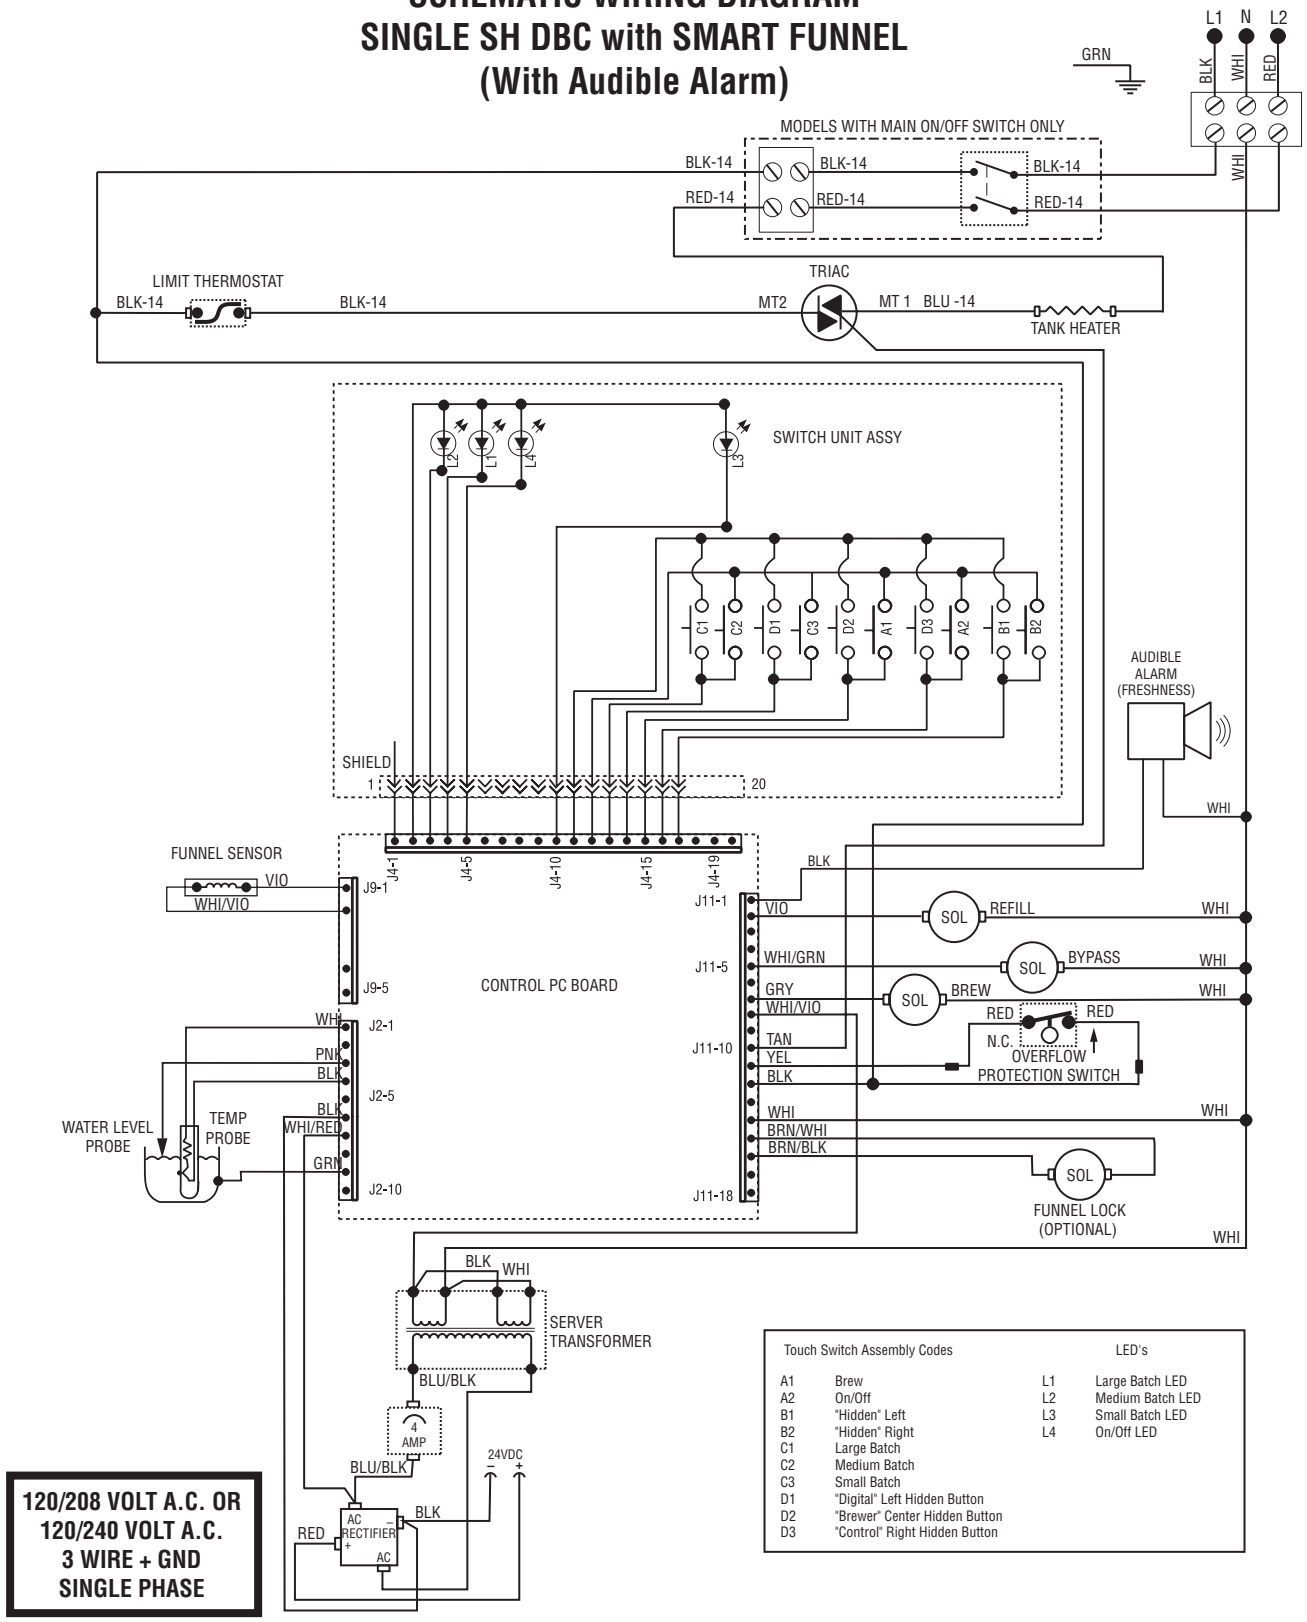 SCHEMATIC WIRING DIAGRAM
SINGLE SH DBC with SMART FUNNEL
(With Audible Alarm)
L1 N L2
GRN
BLK WHI RED
WHI
MODELS WITH MAIN ON/OFF SWITCH ONLY
BLK-14 BLK-14 BLK-14
RED-14 RED-14 RED-14
LIMIT THERMOSTAT
BLK-14 BLK-14
TRIAC
MT2 MT 1 BLU -14
TANK HEATER
SWITCH UNIT ASSY
L2 L1 L4 L3
C1 C2 D1 C3 D2 A1 D3 A2 B1 B2
AUDIBLE
ALARM
(FRESHNESS)
SHIELD
1 20
WHI
FUNNEL SENSOR
VIO
WHI/VIO
J4-1 J4-5 J4-10 J4-15 J4-19
J9-1
J9-5
CONTROL PC BOARD
BLK
J11-1
VIO SOL REFILL WHI
J11-5
WHI/GRN SOL BYPASS WHI
GRY SOL BREW WHI
WHI/VIO
RED RED
N.C.
OVERFLOW
PROTECTION SWITCH
J11-10
TAN
YEL
BLK
WHI WHI
BRN/WHI
BRN/BLK
J11-18
SOL
FUNNEL LOCK
(OPTIONAL)
WHI
WHI J2-1
PNK
BLK
J2-5
BLK
WHI/RED
GRN
J2-10
WATER LEVEL
PROBE
TEMP
PROBE
BLK
WHI
SERVER
TRANSFORMER
BLU/BLK
4
AMP
BLU/BLK
24VDC
– +
AC –
RECTIFIER
+
AC
BLK
RED
120/208 VOLT A.C. OR
120/240 VOLT A.C.
3 WIRE + GND
SINGLE PHASE
Touch Switch Assembly Codes LED's
A1 Brew L1 Large Batch LED
A2 On/Off L2 Medium Batch LED
B1 "Hidden" Left L3 Small Batch LED
B2 "Hidden" Right L4 On/Off LED
C1 Large Batch
C2 Medium Batch
C3 Small Batch
D1 "Digital" Left Hidden Button
D2 "Brewer" Center Hidden Button
D3 "Control" Right Hidden Button